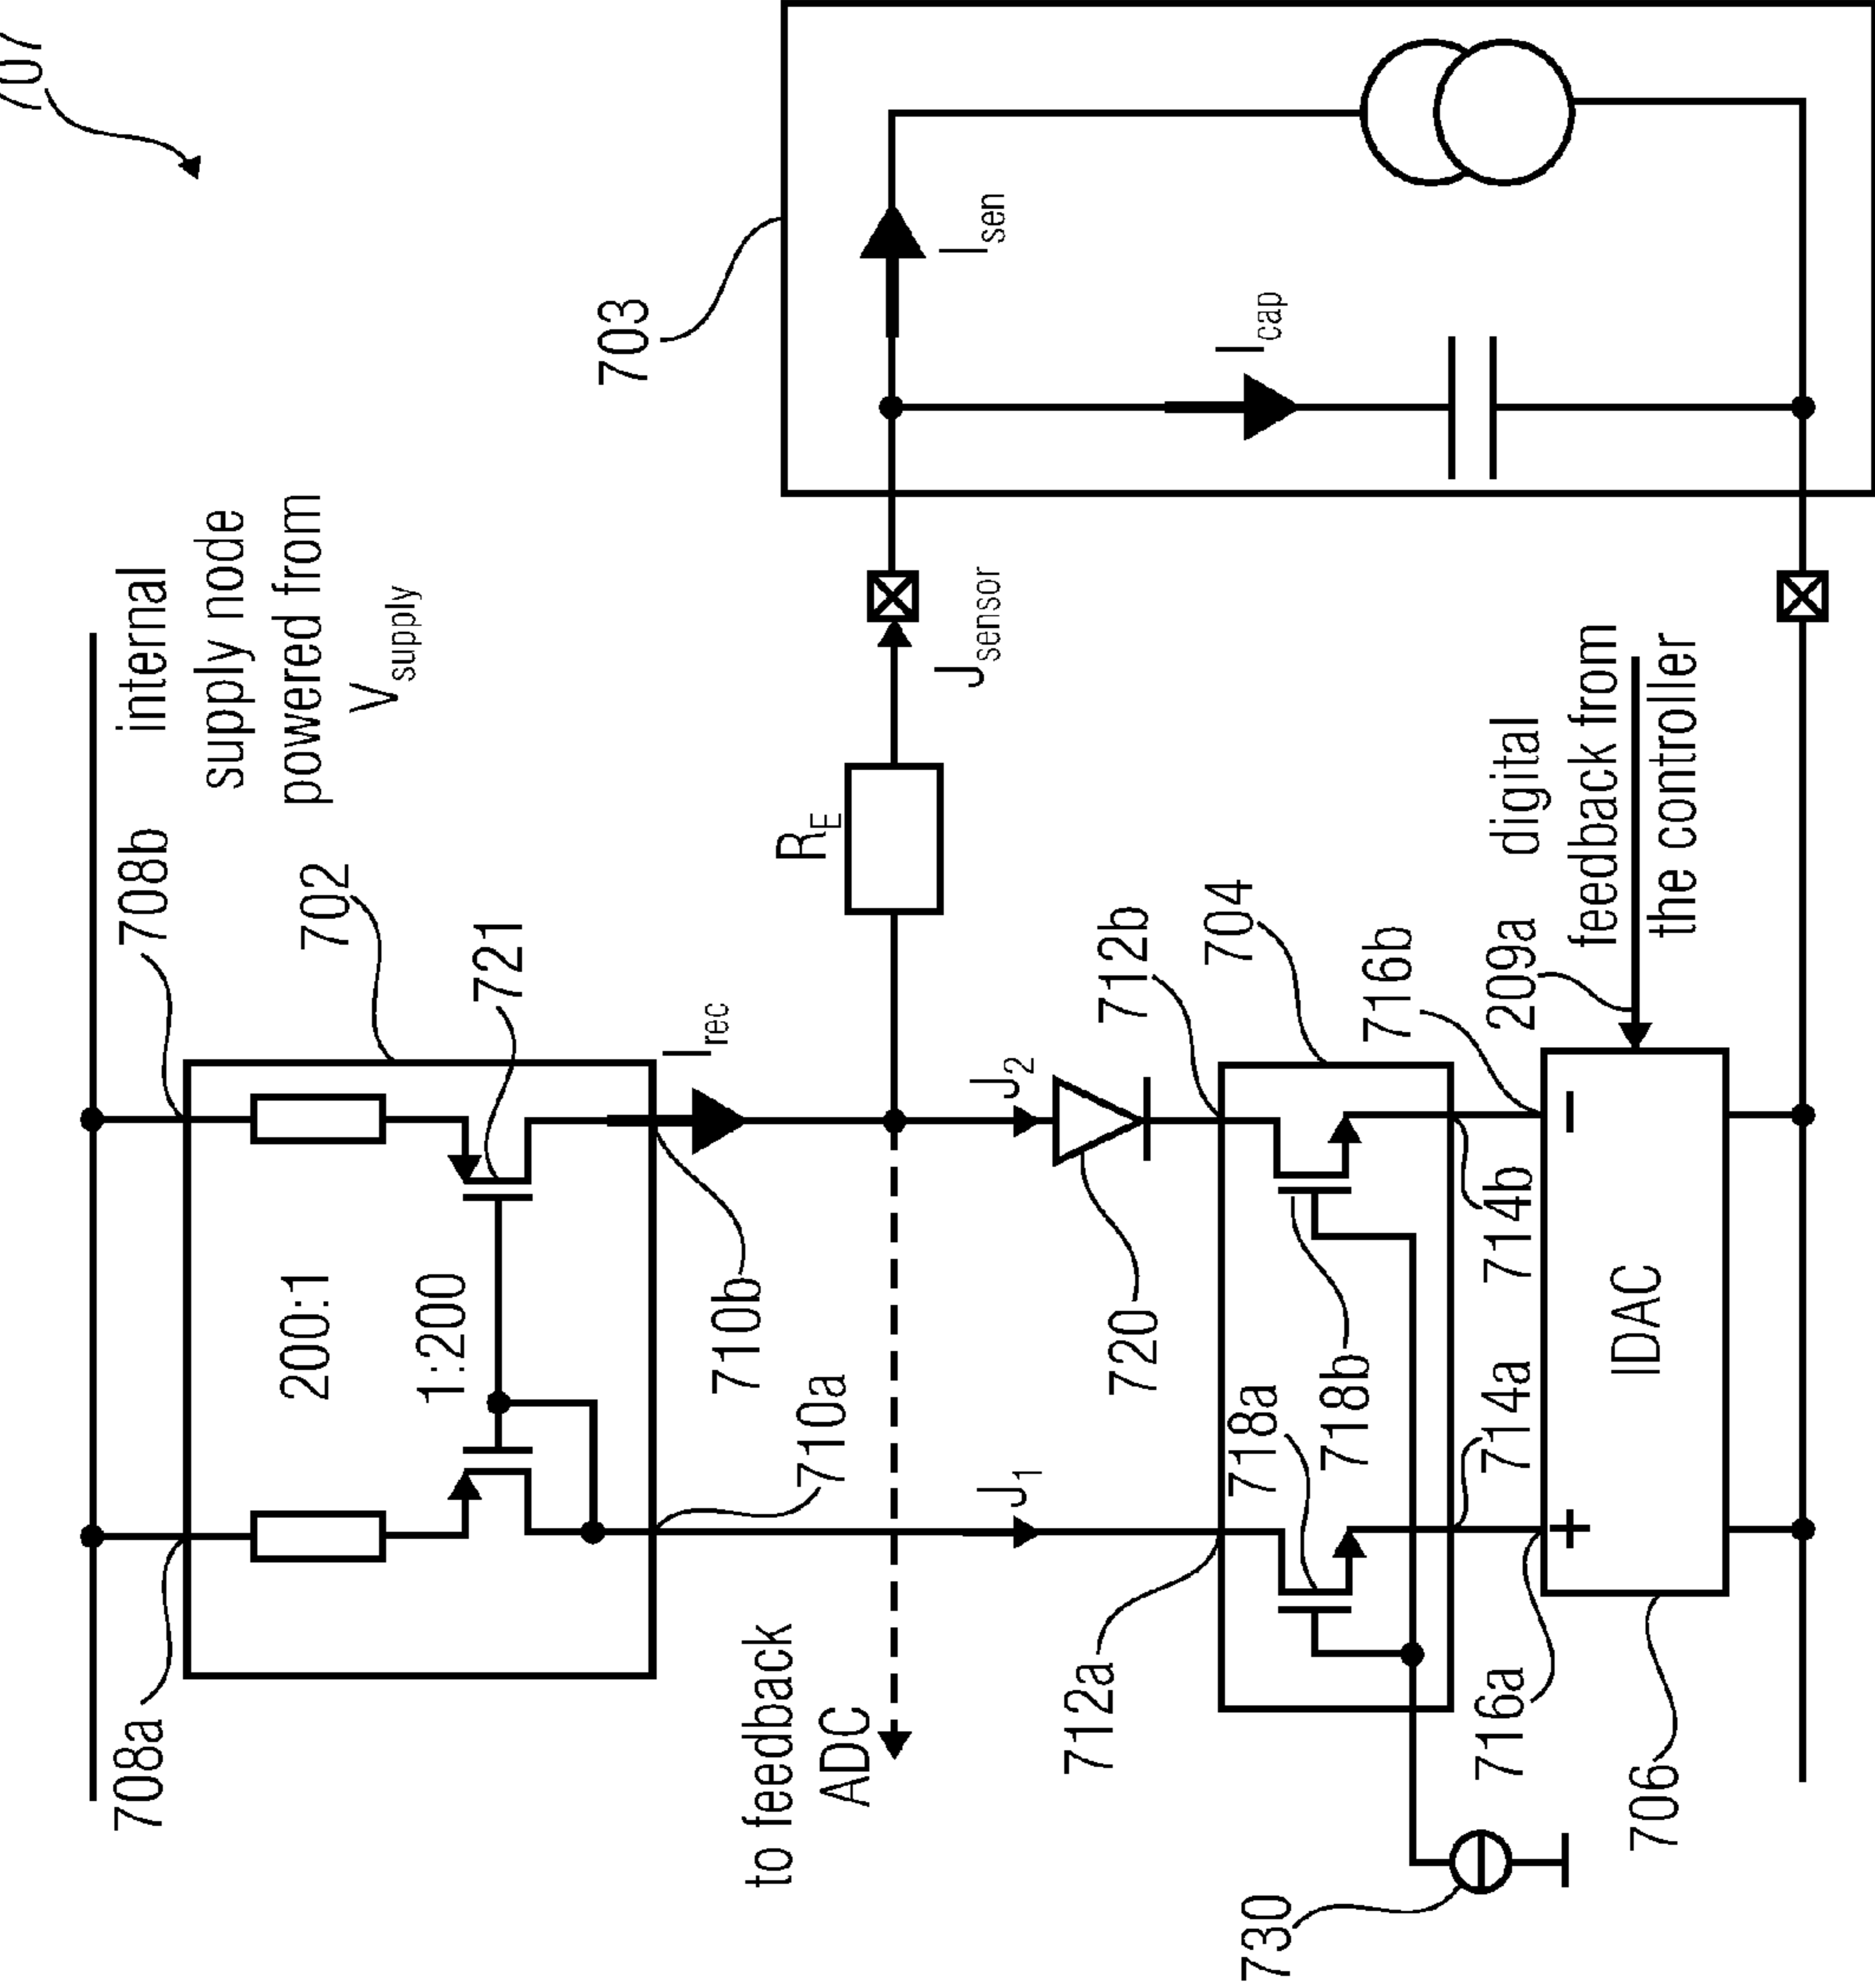 707
internal
supply node
powered from
Vsupply
708a
708b
702
200:1
1:200
721
Irec
710a
710b
703
Isen
Icap
RE
Jsensor
to feedback
ADC
J1
J2
720
712a
712b
704
718a
718b
714a
714b
716a
716b
209a
digital
feedback from
the controller
+
−
IDAC
706
730